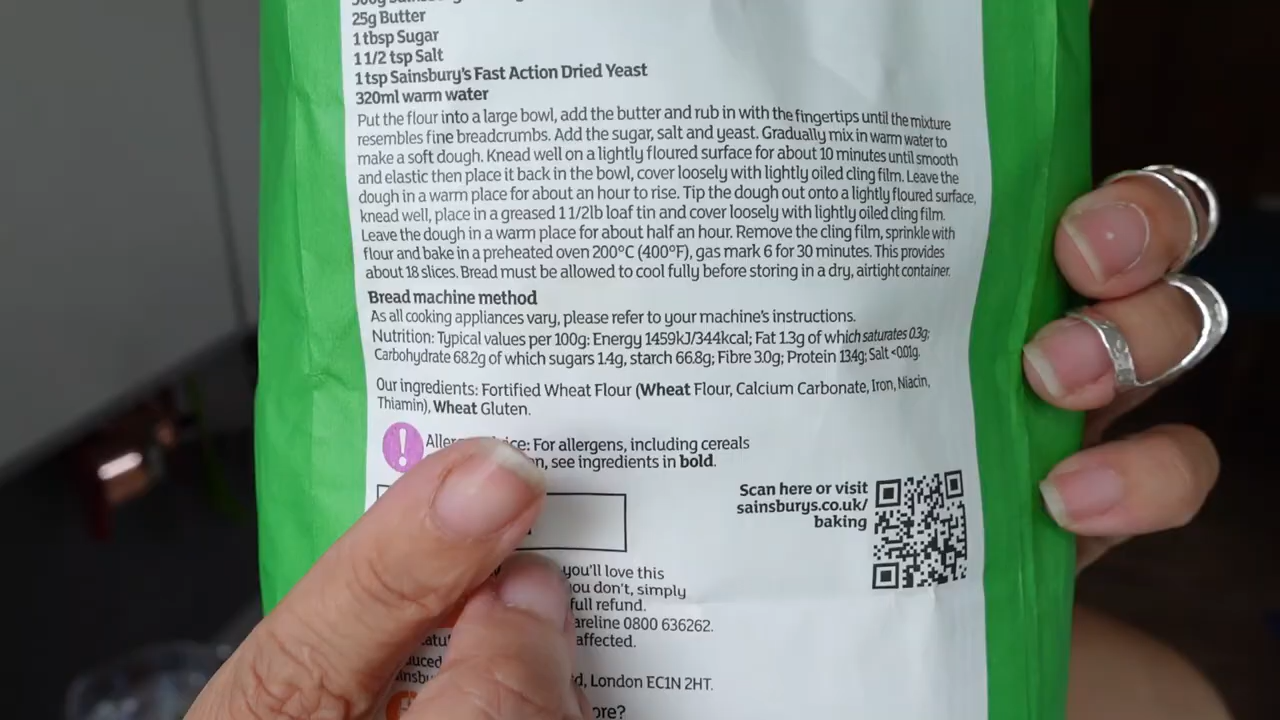 25g Butter
1 tbsp Sugar
1 1/2 tsp Salt
1 tsp Sainsbury's Fast Action Dried Yeast
320ml warm water
Put the flour into a large bowl, add the butter and rub in with the fingertips until the mixture
resembles fine breadcrumbs. Add the sugar, salt and yeast. Gradually mix in warm water to
make a soft dough. Knead well on a lightly floured surface for about 10 minutes until smooth
and elastic then place it back in the bowl, cover loosely with lightly oiled cling film. Leave the
dough in a warm place for about an hour to rise. Tip the dough out onto a lightly floured surface,
knead well, place in a greased 1 1/2lb loaf tin and cover loosely with lightly oiled cling film.
Leave the dough in a warm place for about half an hour. Remove the cling film, sprinkle with
flour and bake in a preheated oven 200°C (400°F), gas mark 6 for 30 minutes. This provides
about 18 slices. Bread must be allowed to cool fully before storing in a dry, airtight container.
Bread machine method
As all cooking appliances vary, please refer to your machine's instructions.
Nutrition: Typical values per 100g: Energy 1459kJ/344kcal; Fat 1.3g of which saturates 0.3g;
Carbohydrate 68.2g of which sugars 1.4g, starch 66.8g; Fibre 3.0g; Protein 13.4g; Salt <0.01g.
Our ingredients: Fortified Wheat Flour (Wheat Flour, Calcium Carbonate, Iron, Niacin,
Thiamin), Wheat Gluten.
For allergens, including cereals
see ingredients in bold.
Scan here or visit
sainsburys.co.uk/
baking
you'll love this
don't, simply
full refund.
0800 636262.
affected.
London EC1N 2HT.